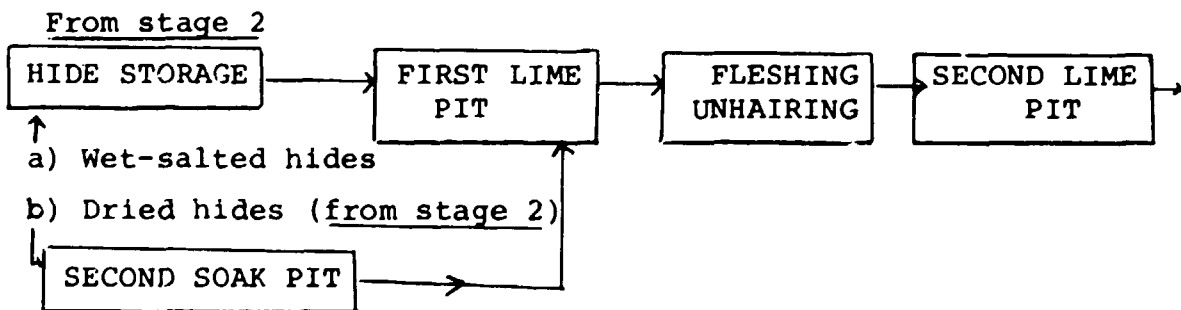 From stage 2
HIDE STORAGE
FIRST LIME
PIT
FLESHING
UNHAIRING
SECOND LIME
PIT
a) Wet-salted hides
b) Dried hides (from stage 2)
SECOND SOAK PIT